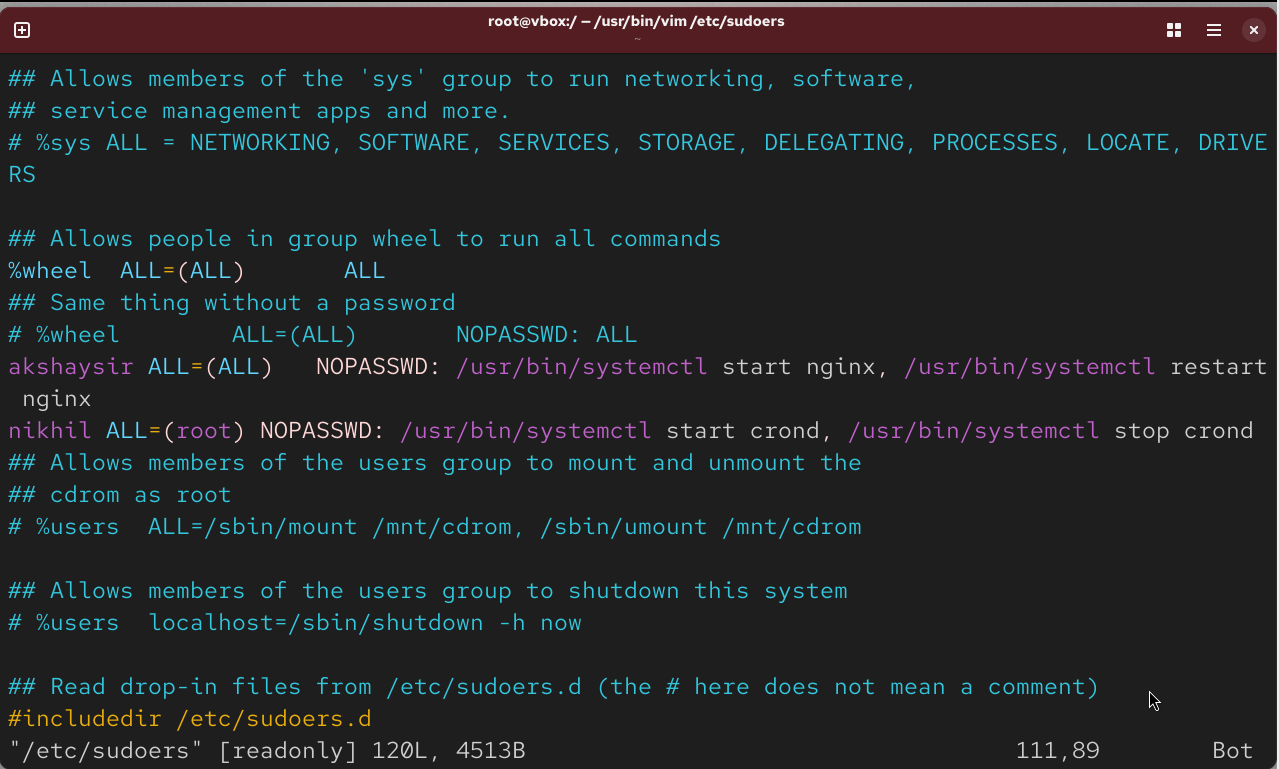 root@vbox:/ — /usr/bin/vim /etc/sudoers
~
## Allows members of the 'sys' group to run networking, software,
## service management apps and more.
# %sys ALL = NETWORKING, SOFTWARE, SERVICES, STORAGE, DELEGATING, PROCESSES, LOCATE, DRIVE
RS
## Allows people in group wheel to run all commands
%wheel  ALL=(ALL)       ALL
## Same thing without a password
# %wheel        ALL=(ALL)       NOPASSWD: ALL
akshaysir ALL=(ALL)   NOPASSWD: /usr/bin/systemctl start nginx, /usr/bin/systemctl restart
 nginx
nikhil ALL=(root) NOPASSWD: /usr/bin/systemctl start crond, /usr/bin/systemctl stop crond
## Allows members of the users group to mount and unmount the
## cdrom as root
# %users  ALL=/sbin/mount /mnt/cdrom, /sbin/umount /mnt/cdrom
## Allows members of the users group to shutdown this system
# %users  localhost=/sbin/shutdown -h now
## Read drop-in files from /etc/sudoers.d (the # here does not mean a comment)
#includedir /etc/sudoers.d
"/etc/sudoers" [readonly] 120L, 4513B                                   111,89        Bot